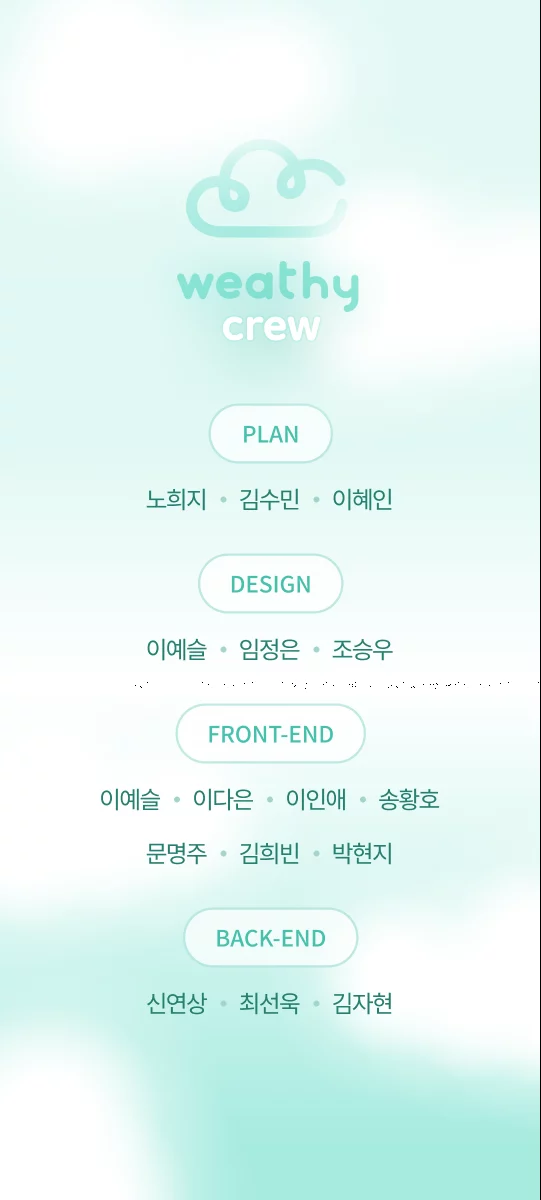 weathy
crew
PLAN
노희지 • 김수민 • 이혜인
DESIGN
이예슬 • 임정은 • 조승우
FRONT-END
이예슬 • 이다은 • 이인애 • 송황호
문명주 • 김희빈 • 박현지
BACK-END
신연상 • 최선욱 • 김자현